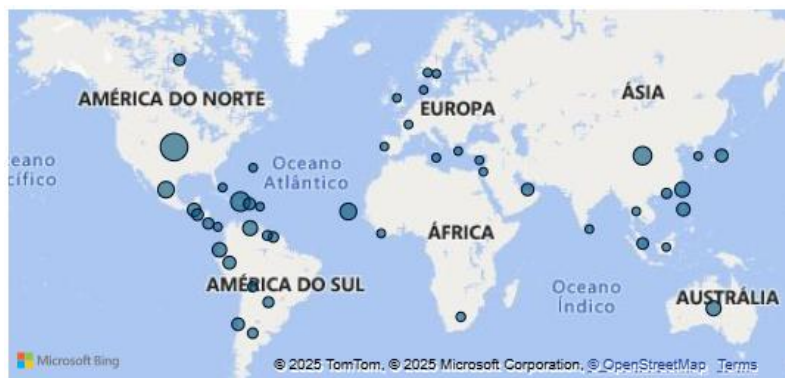 AMÉRICA DO NORTE
EUROPA
ÁSIA
Oceano
Atlântico
Oceano
cífico
ÁFRICA
AMÉRICA DO SUL
Oceano
Índico
AUSTRÁLIA
Microsoft Bing
© 2025 TomTom, © 2025 Microsoft Corporation, © OpenStreetMap Terms